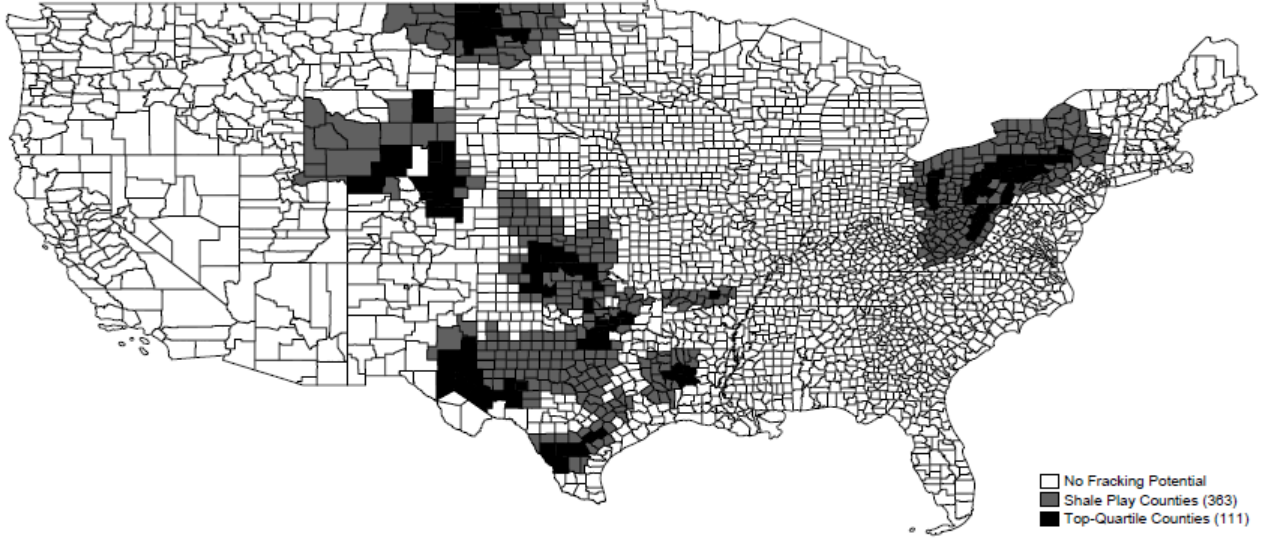 No Fracking Potential
Shale Play Counties (363)
Top-Quartile Counties (111)